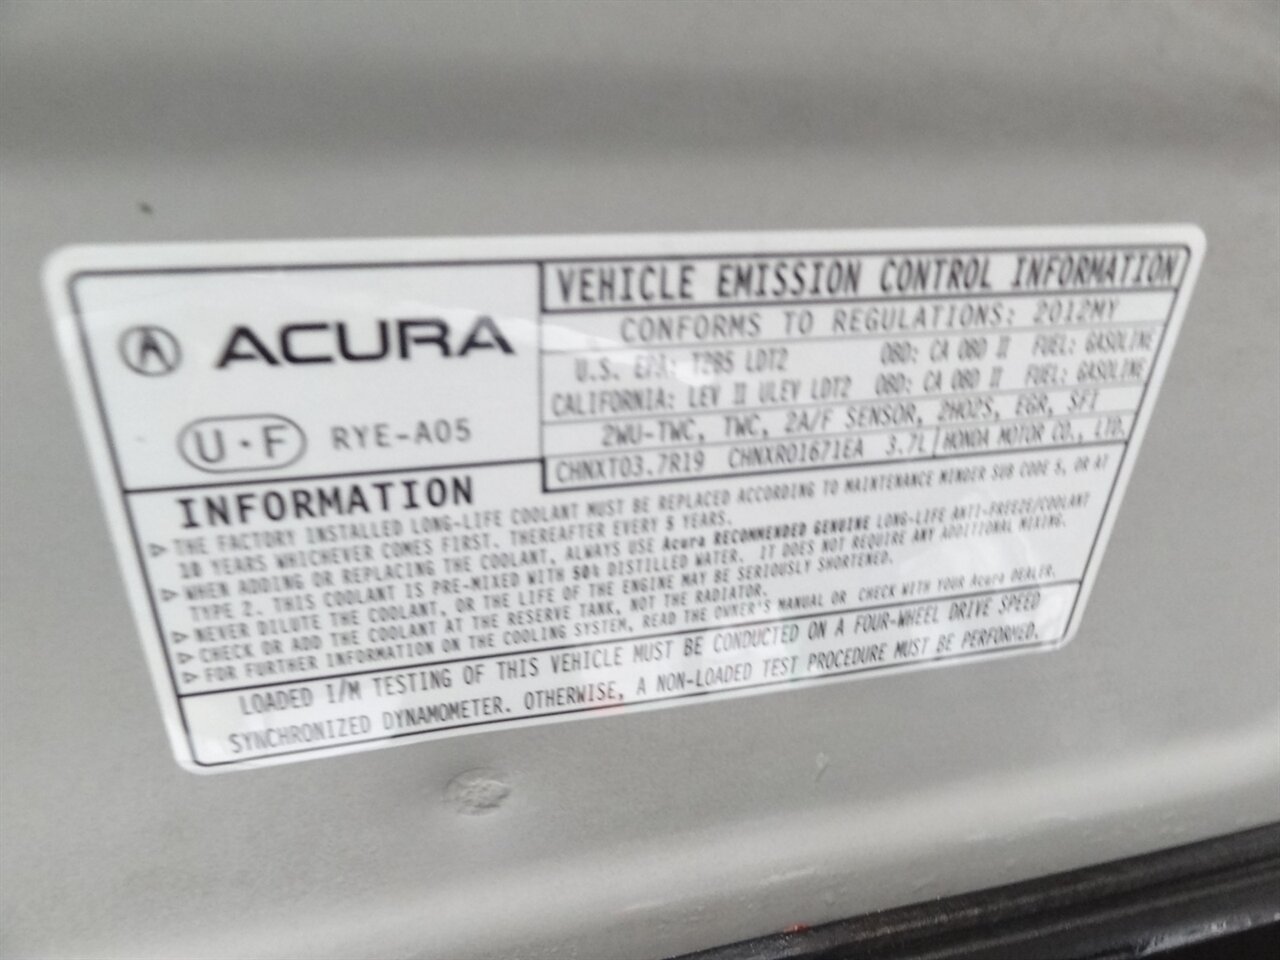 ACURA
U·F RYE-A05
VEHICLE EMISSION CONTROL INFORMATION
CONFORMS TO REGULATIONS: 2012MY
U.S. EPA: T2B5 LDT2 OBD: CA OBD II FUEL: GASOLINE
CALIFORNIA: LEV II ULEV LDT2 OBD: CA OBD II FUEL: GASOLINE
2WU-TWC, TWC, 2A/F SENSOR, 2HO2S, EGR, SFI
CHNXT03.7R19 CHNXR01671EA 3.7L HONDA MOTOR CO., LTD.
INFORMATION
▷ THE FACTORY INSTALLED LONG-LIFE COOLANT MUST BE REPLACED ACCORDING TO MAINTENANCE MINDER SUB CODE 5, OR AT
10 YEARS WHICHEVER COMES FIRST. THEREAFTER EVERY 5 YEARS.
▷ WHEN ADDING OR REPLACING THE COOLANT, ALWAYS USE Acura RECOMMENDED GENUINE LONG-LIFE ANTI-FREEZE/COOLANT
TYPE 2. THIS COOLANT IS PRE-MIXED WITH 50% DISTILLED WATER. IT DOES NOT REQUIRE ANY ADDITIONAL MIXING.
▷ NEVER DILUTE THE COOLANT, OR THE LIFE OF THE ENGINE MAY BE SERIOUSLY SHORTENED.
▷ CHECK OR ADD THE COOLANT AT THE RESERVE TANK, NOT THE RADIATOR.
▷ FOR FURTHER INFORMATION ON THE COOLING SYSTEM, READ THE OWNER'S MANUAL OR CHECK WITH YOUR Acura DEALER.
LOADED I/M TESTING OF THIS VEHICLE MUST BE CONDUCTED ON A FOUR-WHEEL DRIVE SPEED
SYNCHRONIZED DYNAMOMETER. OTHERWISE, A NON-LOADED TEST PROCEDURE MUST BE PERFORMED.